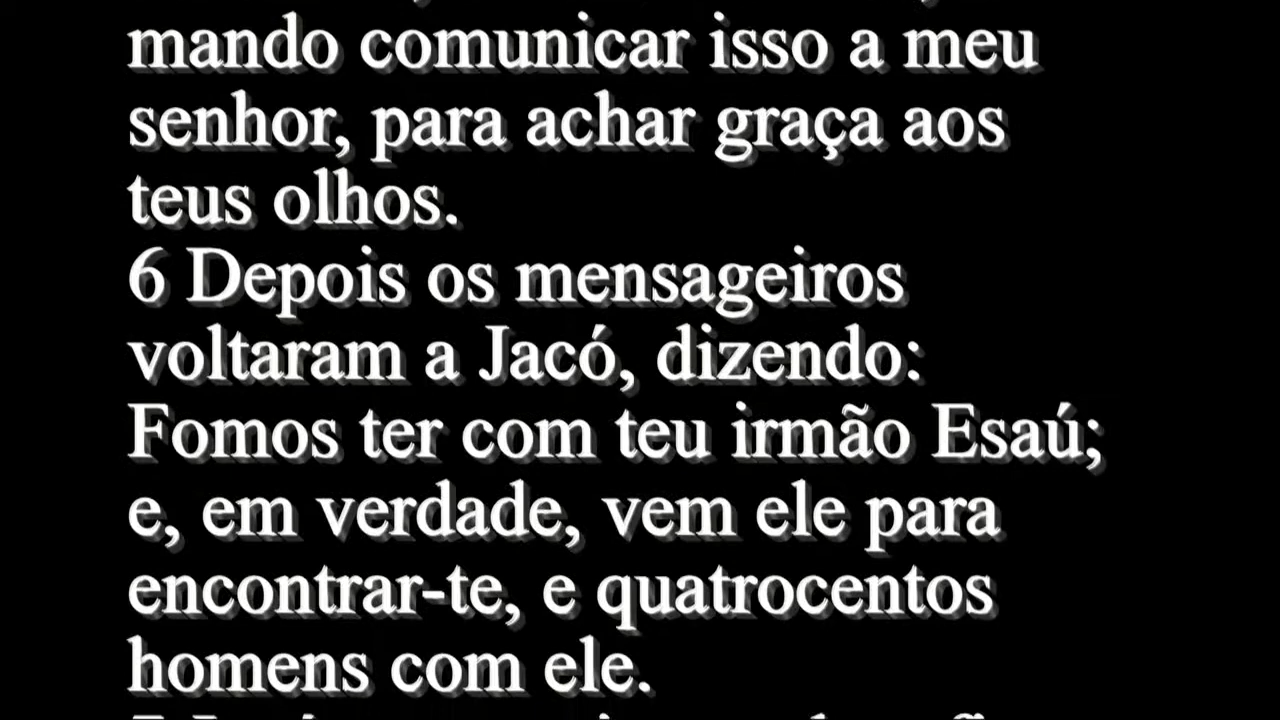 mando comunicar isso a meu
senhor, para achar graça aos
teus olhos.
6 Depois os mensageiros
voltaram a Jacó, dizendo:
Fomos ter com teu irmão Esaú;
e, em verdade, vem ele para
encontrar-te, e quatrocentos
homens com ele.